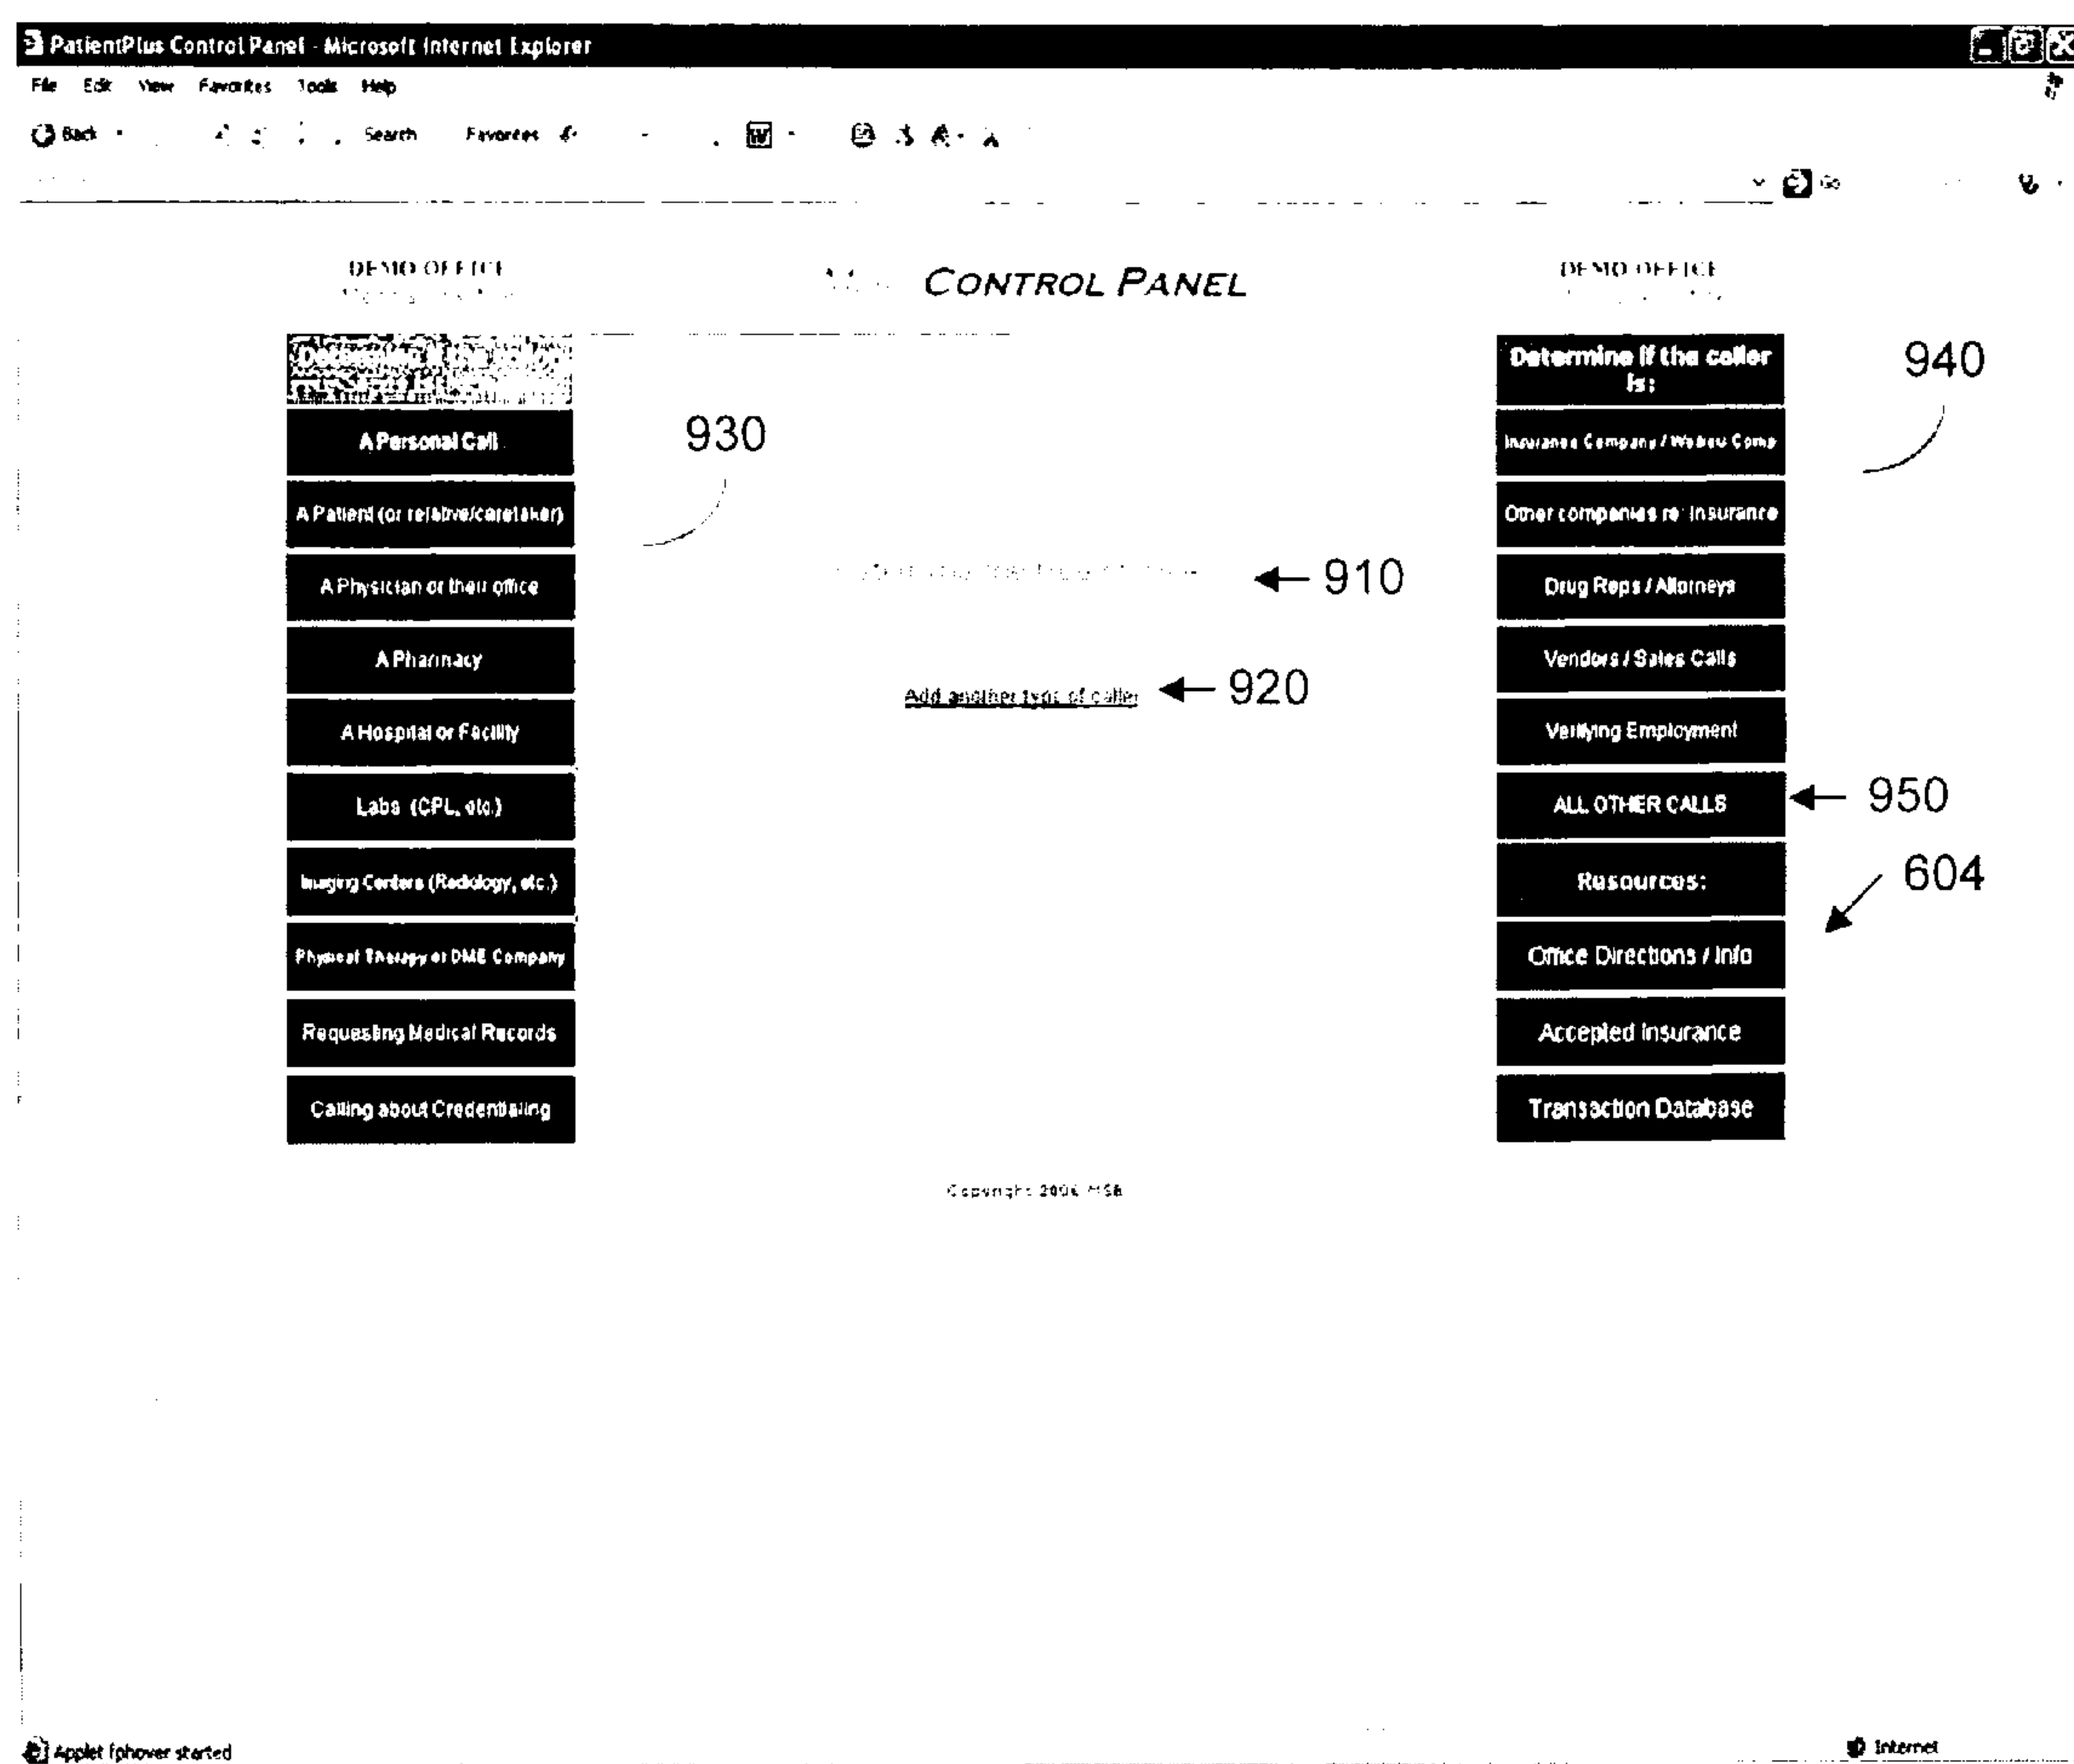 PatientPlus Control Panel - Microsoft Internet Explorer
File Edit View Favorites Tools Help
Back Search Favorites
Go
DEMO OFFICE
CONTROL PANEL
DEMO OFFICE
Determine if the caller
is:
940
A Personal Call
930
Insurance Company / Comp
A Patient (or relative/caretaker)
Other companies re: Insurance
A Physician or their office
910
Drug Reps / Attorneys
A Pharmacy
Add another type of caller
920
Vendors / Sales Calls
A Hospital or Facility
Verifying Employment
Labs (CPL, etc.)
ALL OTHER CALLS
950
Imaging Centers (Radiology, etc.)
Resources:
604
Physical Therapy or DME Company
Office Directions / Info
Requesting Medical Records
Accepted Insurance
Calling about Credentialing
Transaction Database
Copyright 2006 MSB
Applet fphover started
Internet